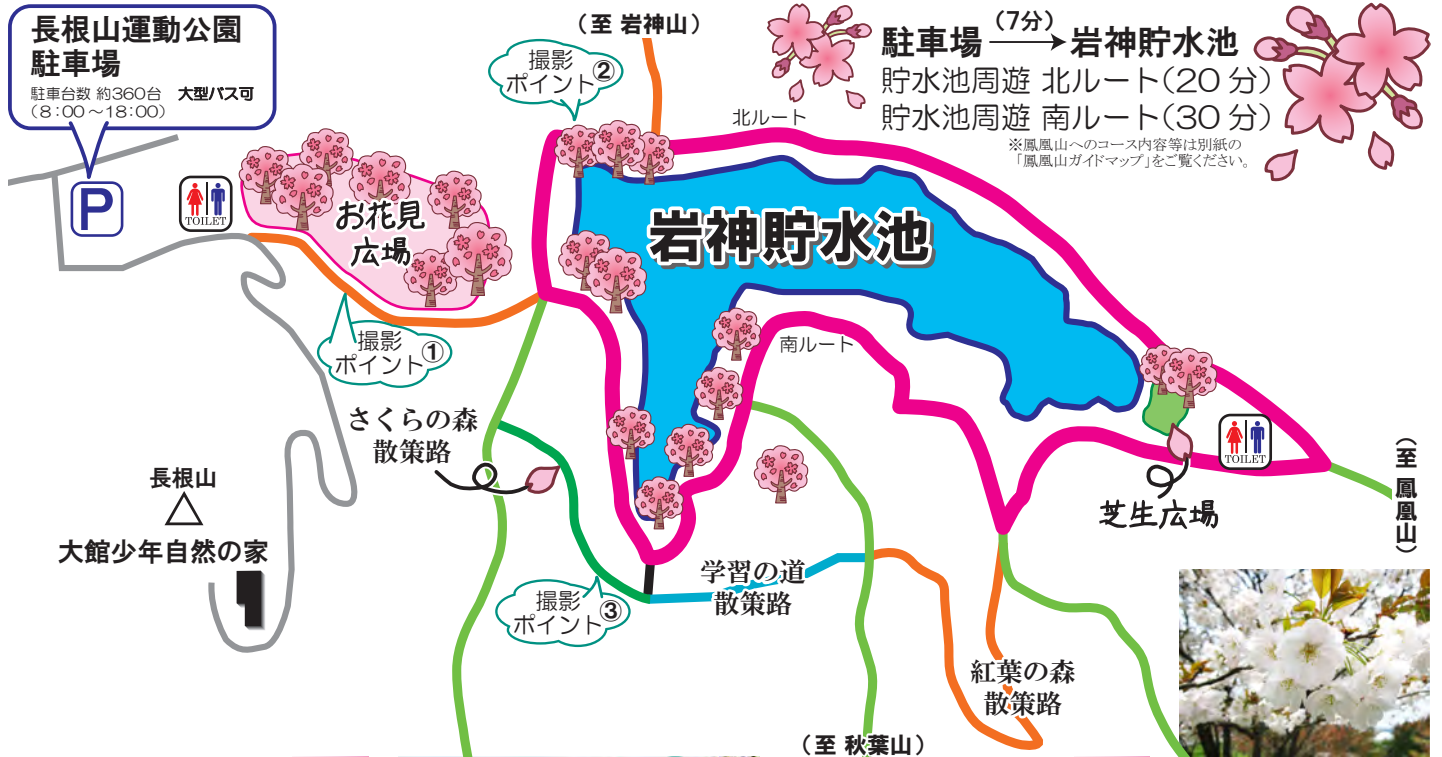 長根山運動公園
駐車場
駐車台数 約360台 大型バス可
(8:00~18:00)
P
TOILET
お花見
広場
撮影
ポイント①
撮影
ポイント②
(至 岩神山)
(7分)
駐車場→岩神貯水池
貯水池周遊 北ルート(20分)
貯水池周遊 南ルート(30分)
※鳳凰山へのコース内容等は別紙の
「鳳凰山ガイドマップ」をご覧ください。
北ルート
岩神貯水池
南ルート
さくらの森
散策路
長根山
大館少年自然の家
撮影
ポイント③
学習の道
散策路
紅葉の森
散策路
(至 秋葉山)
芝生広場
TOILET
(至 鳳凰山)